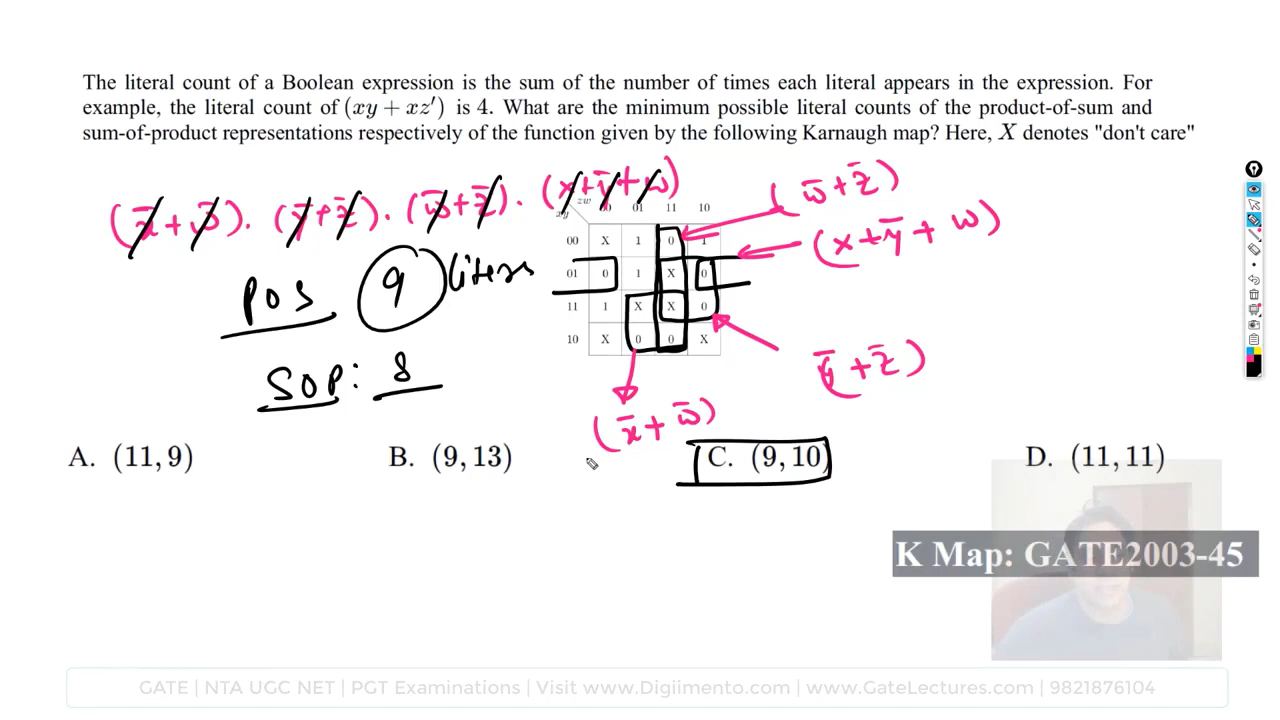 The literal count of a Boolean expression is the sum of the number of times each literal appears in the expression. For
example, the literal count of (xy + xz′) is 4. What are the minimum possible literal counts of the product-of-sum and
sum-of-product representations respectively of the function given by the following Karnaugh map? Here, X denotes "don't care"
(x̄ + w̄). (ȳ + z̄). (w̄ + z̄). (x + ȳ + w)
(w̄ + z̄)
(x + ȳ + w)
zw 00 01 11 10
xy
00 X 1 0 1
01 0 1 X 0
11 1 X X 0
10 X 0 0 X
POS 9
SOP: 8
(ȳ + z̄)
(x̄ + w̄)
A. (11, 9) B. (9, 13) C. (9, 10) D. (11, 11)
K Map: GATE2003-45
GATE | NTA UGC NET | PGT Examinations | Visit www.Digiimento.com | www.GateLectures.com | 9821876104